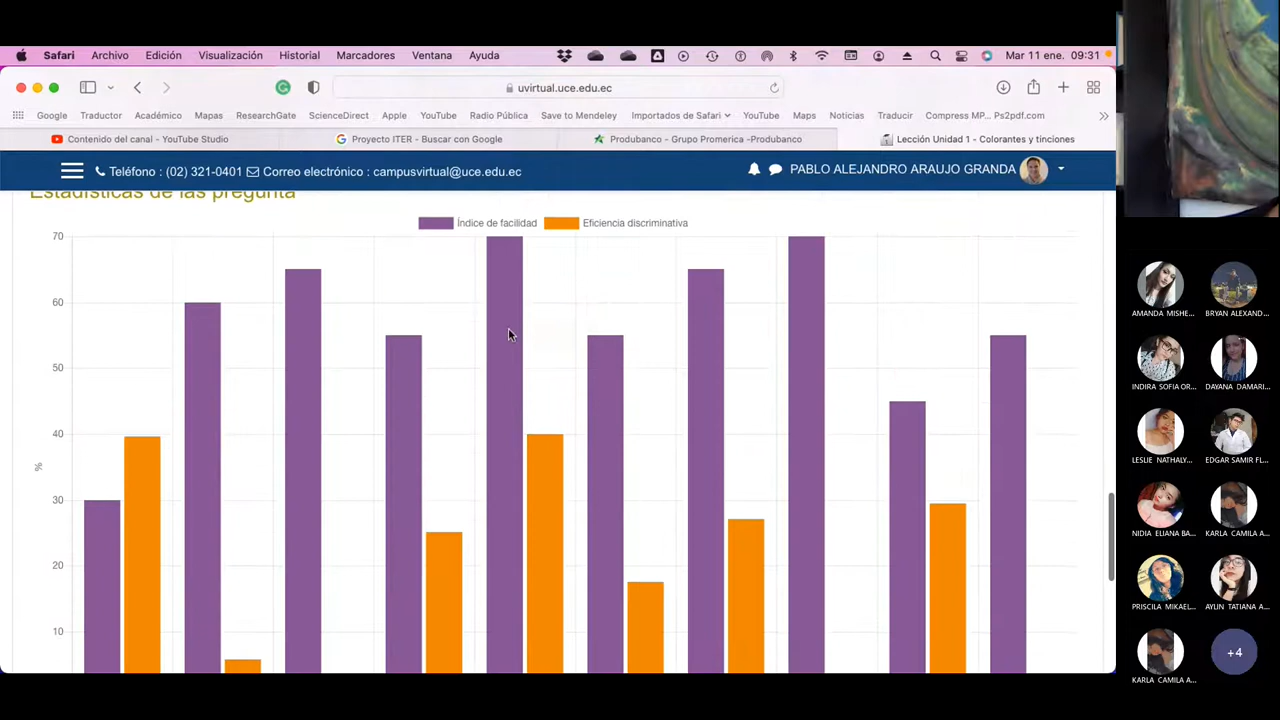 Safari Archivo Edición Visualización Historial Marcadores Ventana Ayuda Mar 11 ene. 09:31
uvirtual.uce.edu.ec
Google Traductor Académico Mapas ResearchGate ScienceDirect Apple YouTube Radio Pública Save to Mendeley Importados de Safari YouTube Maps Noticias Traducir Compress MP... Ps2pdf.com
Contenido del canal - YouTube Studio Proyecto ITER - Buscar con Google Produbanco - Grupo Promerica -Produbanco Lección Unidad 1 - Colorantes y tinciones
Teléfono : (02) 321-0401 Correo electrónico : campusvirtual@uce.edu.ec PABLO ALEJANDRO ARAUJO GRANDA
Estadísticas de las pregunta
Índice de facilidad Eficiencia discriminativa
70
60
50
40
%
30
20
10
AMANDA MISHE... BRYAN ALEXAND...
INDIRA SOFIA OR... DAYANA DAMARI...
LESLIE NATHALY... EDGAR SAMIR FL...
NIDIA ELIANA BA... KARLA CAMILA A...
PRISCILA MIKAEL... AYLIN TATIANA A...
KARLA CAMILA A... +4